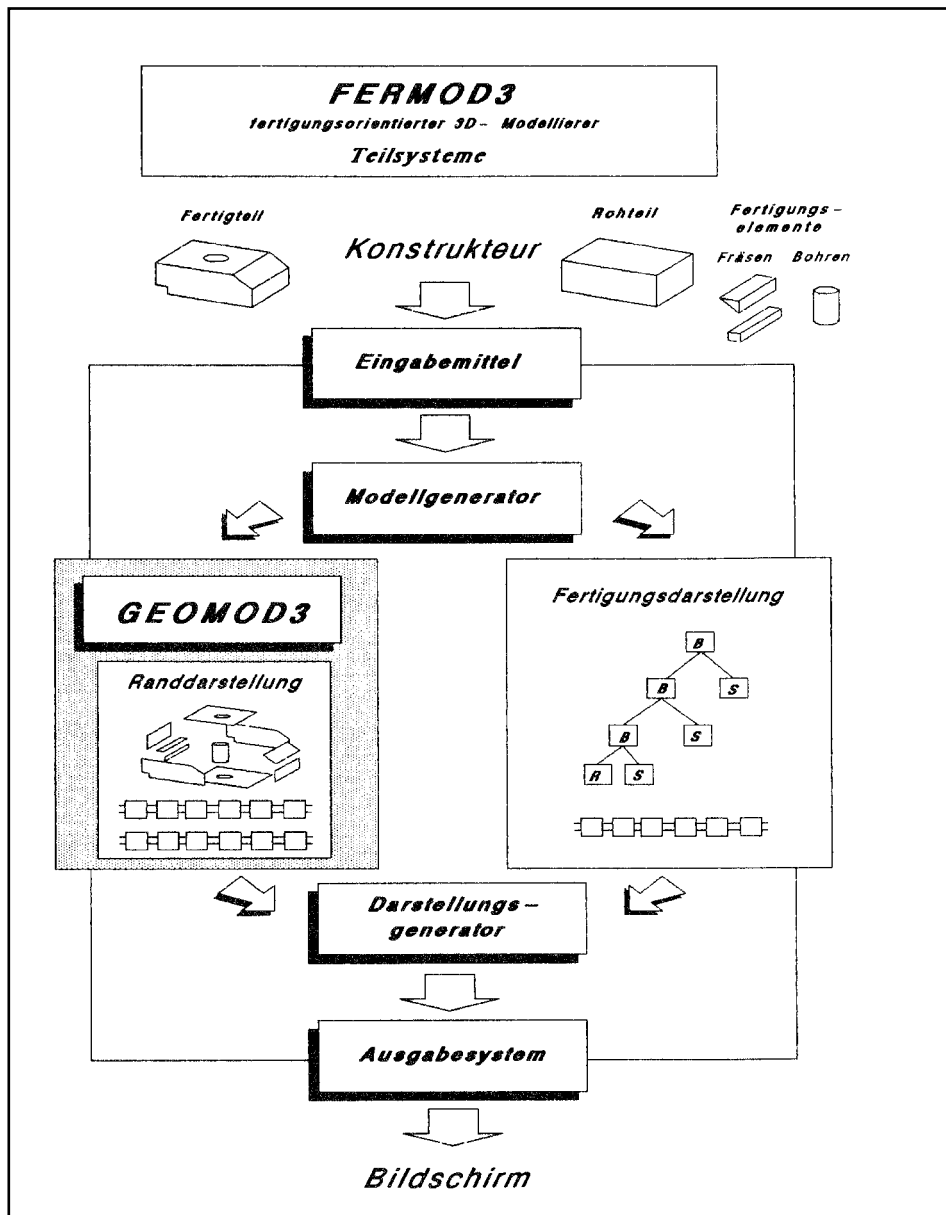 FERMOD3
fertigungsorientierter 3D- Modellierer
Teilsysteme
Fertigteil
Konstrukteur
Rohteil
Fertigungs-
elemente
Fräsen Bohren
Eingabemittel
Modellgenerator
GEOMOD3
Randdarstellung
Fertigungsdarstellung
B
B S
B S
R S
Darstellungs-
generator
Ausgabesystem
Bildschirm